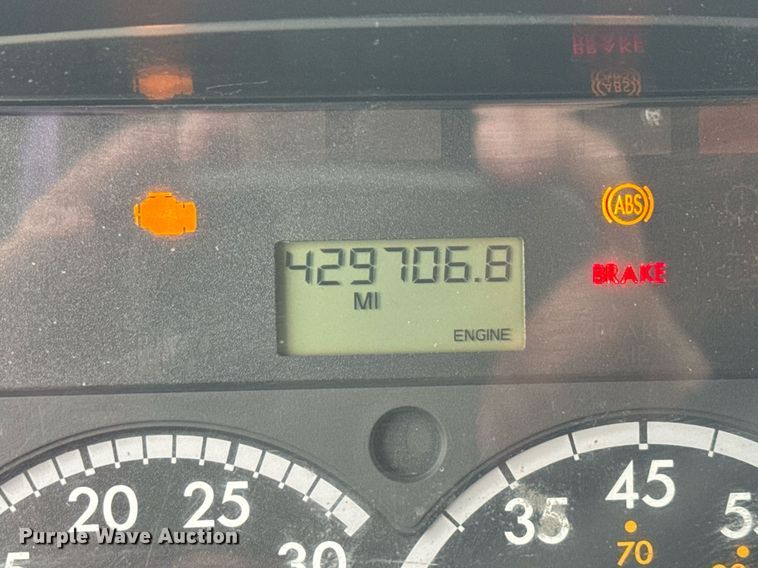 BRAKE
ABS
ABS
429706.8
BRAKE
MI
ENGINE
20 25 30
35 45
70
Purple Wave Auction